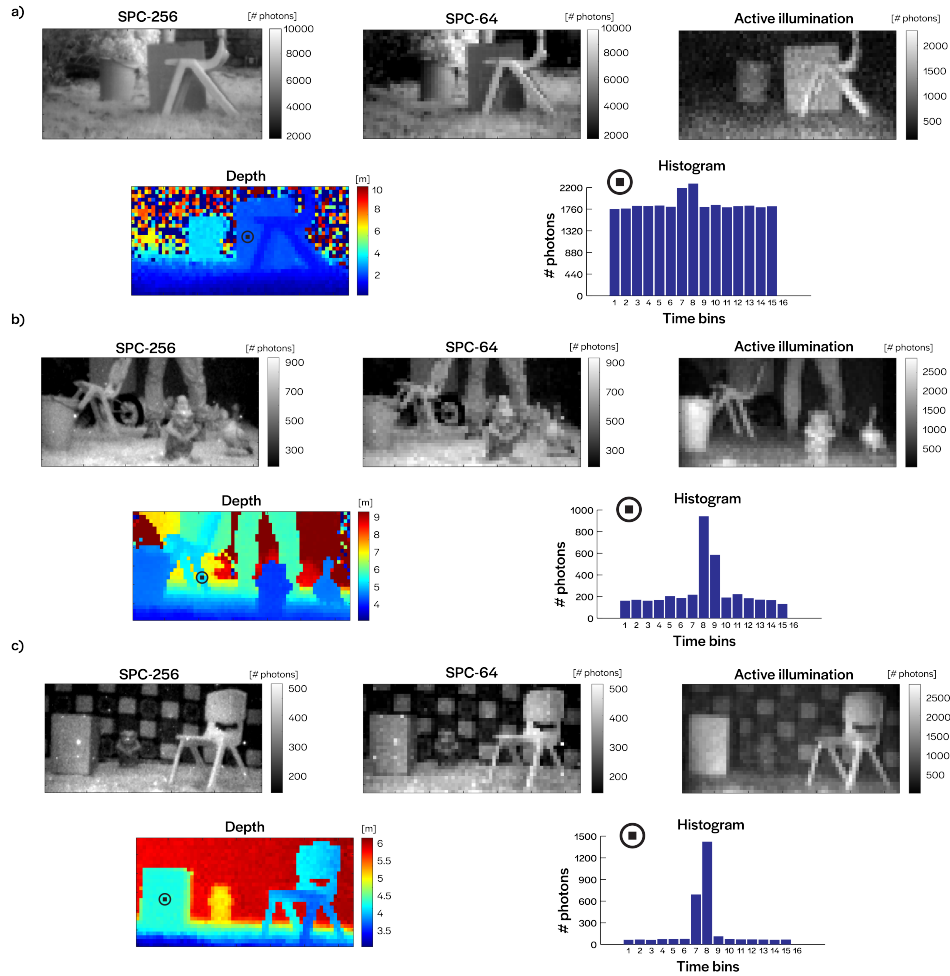 a)
SPC-256 [# photons] SPC-64 [# photons] Active illumination [# photons]
10000 10000
8000 8000 2000
6000 6000 1500
4000 4000 1000
2000 2000 500
Depth [m] Histogram
10 2200
8 1760
6 1320
4 880
2 440
0
# photons
1 2 3 4 5 6 7 8 9 10 11 12 13 14 15 16
Time bins
b)
SPC-256 [# photons] SPC-64 [# photons] Active illumination [# photons]
900 900 2500
700 700 2000
500 500 1500
300 300 1000
500
Depth [m] Histogram
9 1000
8 800
7 600
6 400
5 200
4 0
# photons
1 2 3 4 5 6 7 8 9 10 11 12 13 14 15 16
Time bins
c)
SPC-256 [# photons] SPC-64 [# photons] Active illumination [# photons]
500 500 2500
400 400 2000
300 300 1500
200 200 1000
500
Depth [m] Histogram
6 1500
5.5 1200
5 900
4.5 600
4 300
3.5 0
# photons
1 2 3 4 5 6 7 8 9 10 11 12 13 14 15 16
Time bins